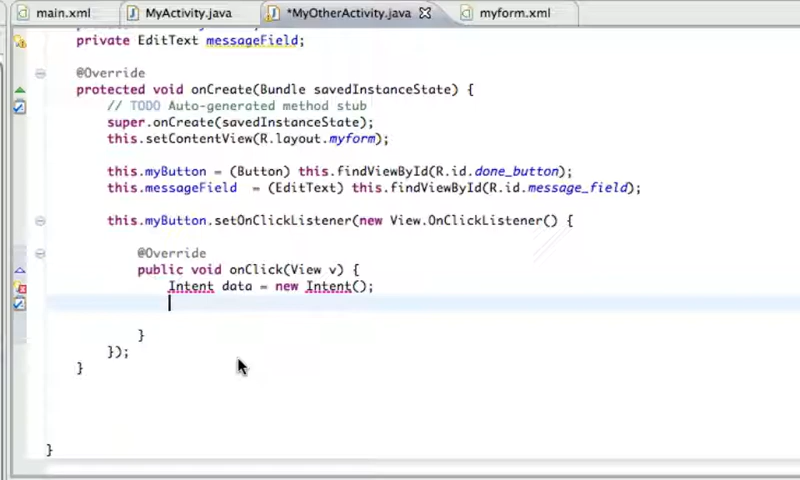 main.xml
MyActivity.java
*MyOtherActivity.java
myform.xml
private EditText messageField;
@Override
protected void onCreate(Bundle savedInstanceState) {
// TODO Auto-generated method stub
super.onCreate(savedInstanceState);
this.setContentView(R.layout.myform);
this.myButton = (Button) this.findViewById(R.id.done_button);
this.messageField = (EditText) this.findViewById(R.id.message_field);
this.myButton.setOnClickListener(new View.OnClickListener() {
@Override
public void onClick(View v) {
Intent data = new Intent();
}
});
}
}